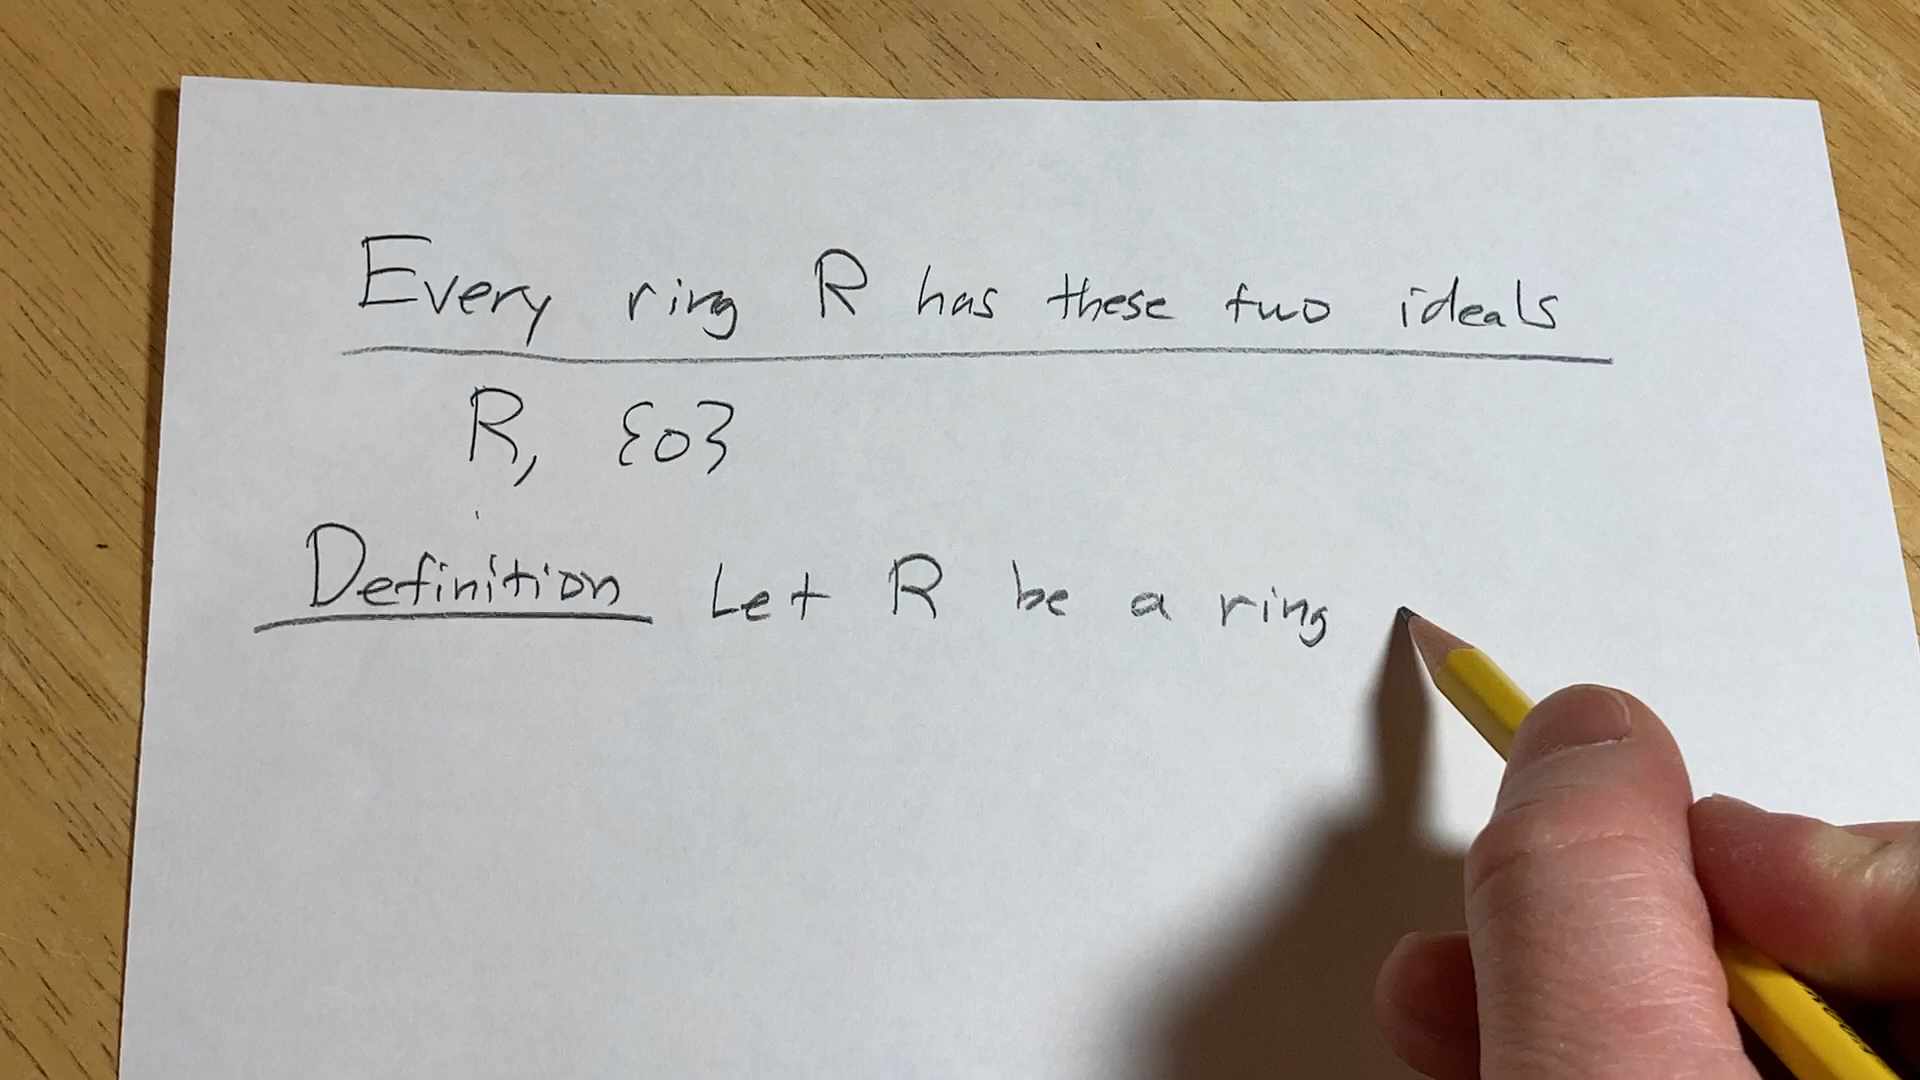 Every ring R has these two ideals
R, {0}
Definition Let R be a ring